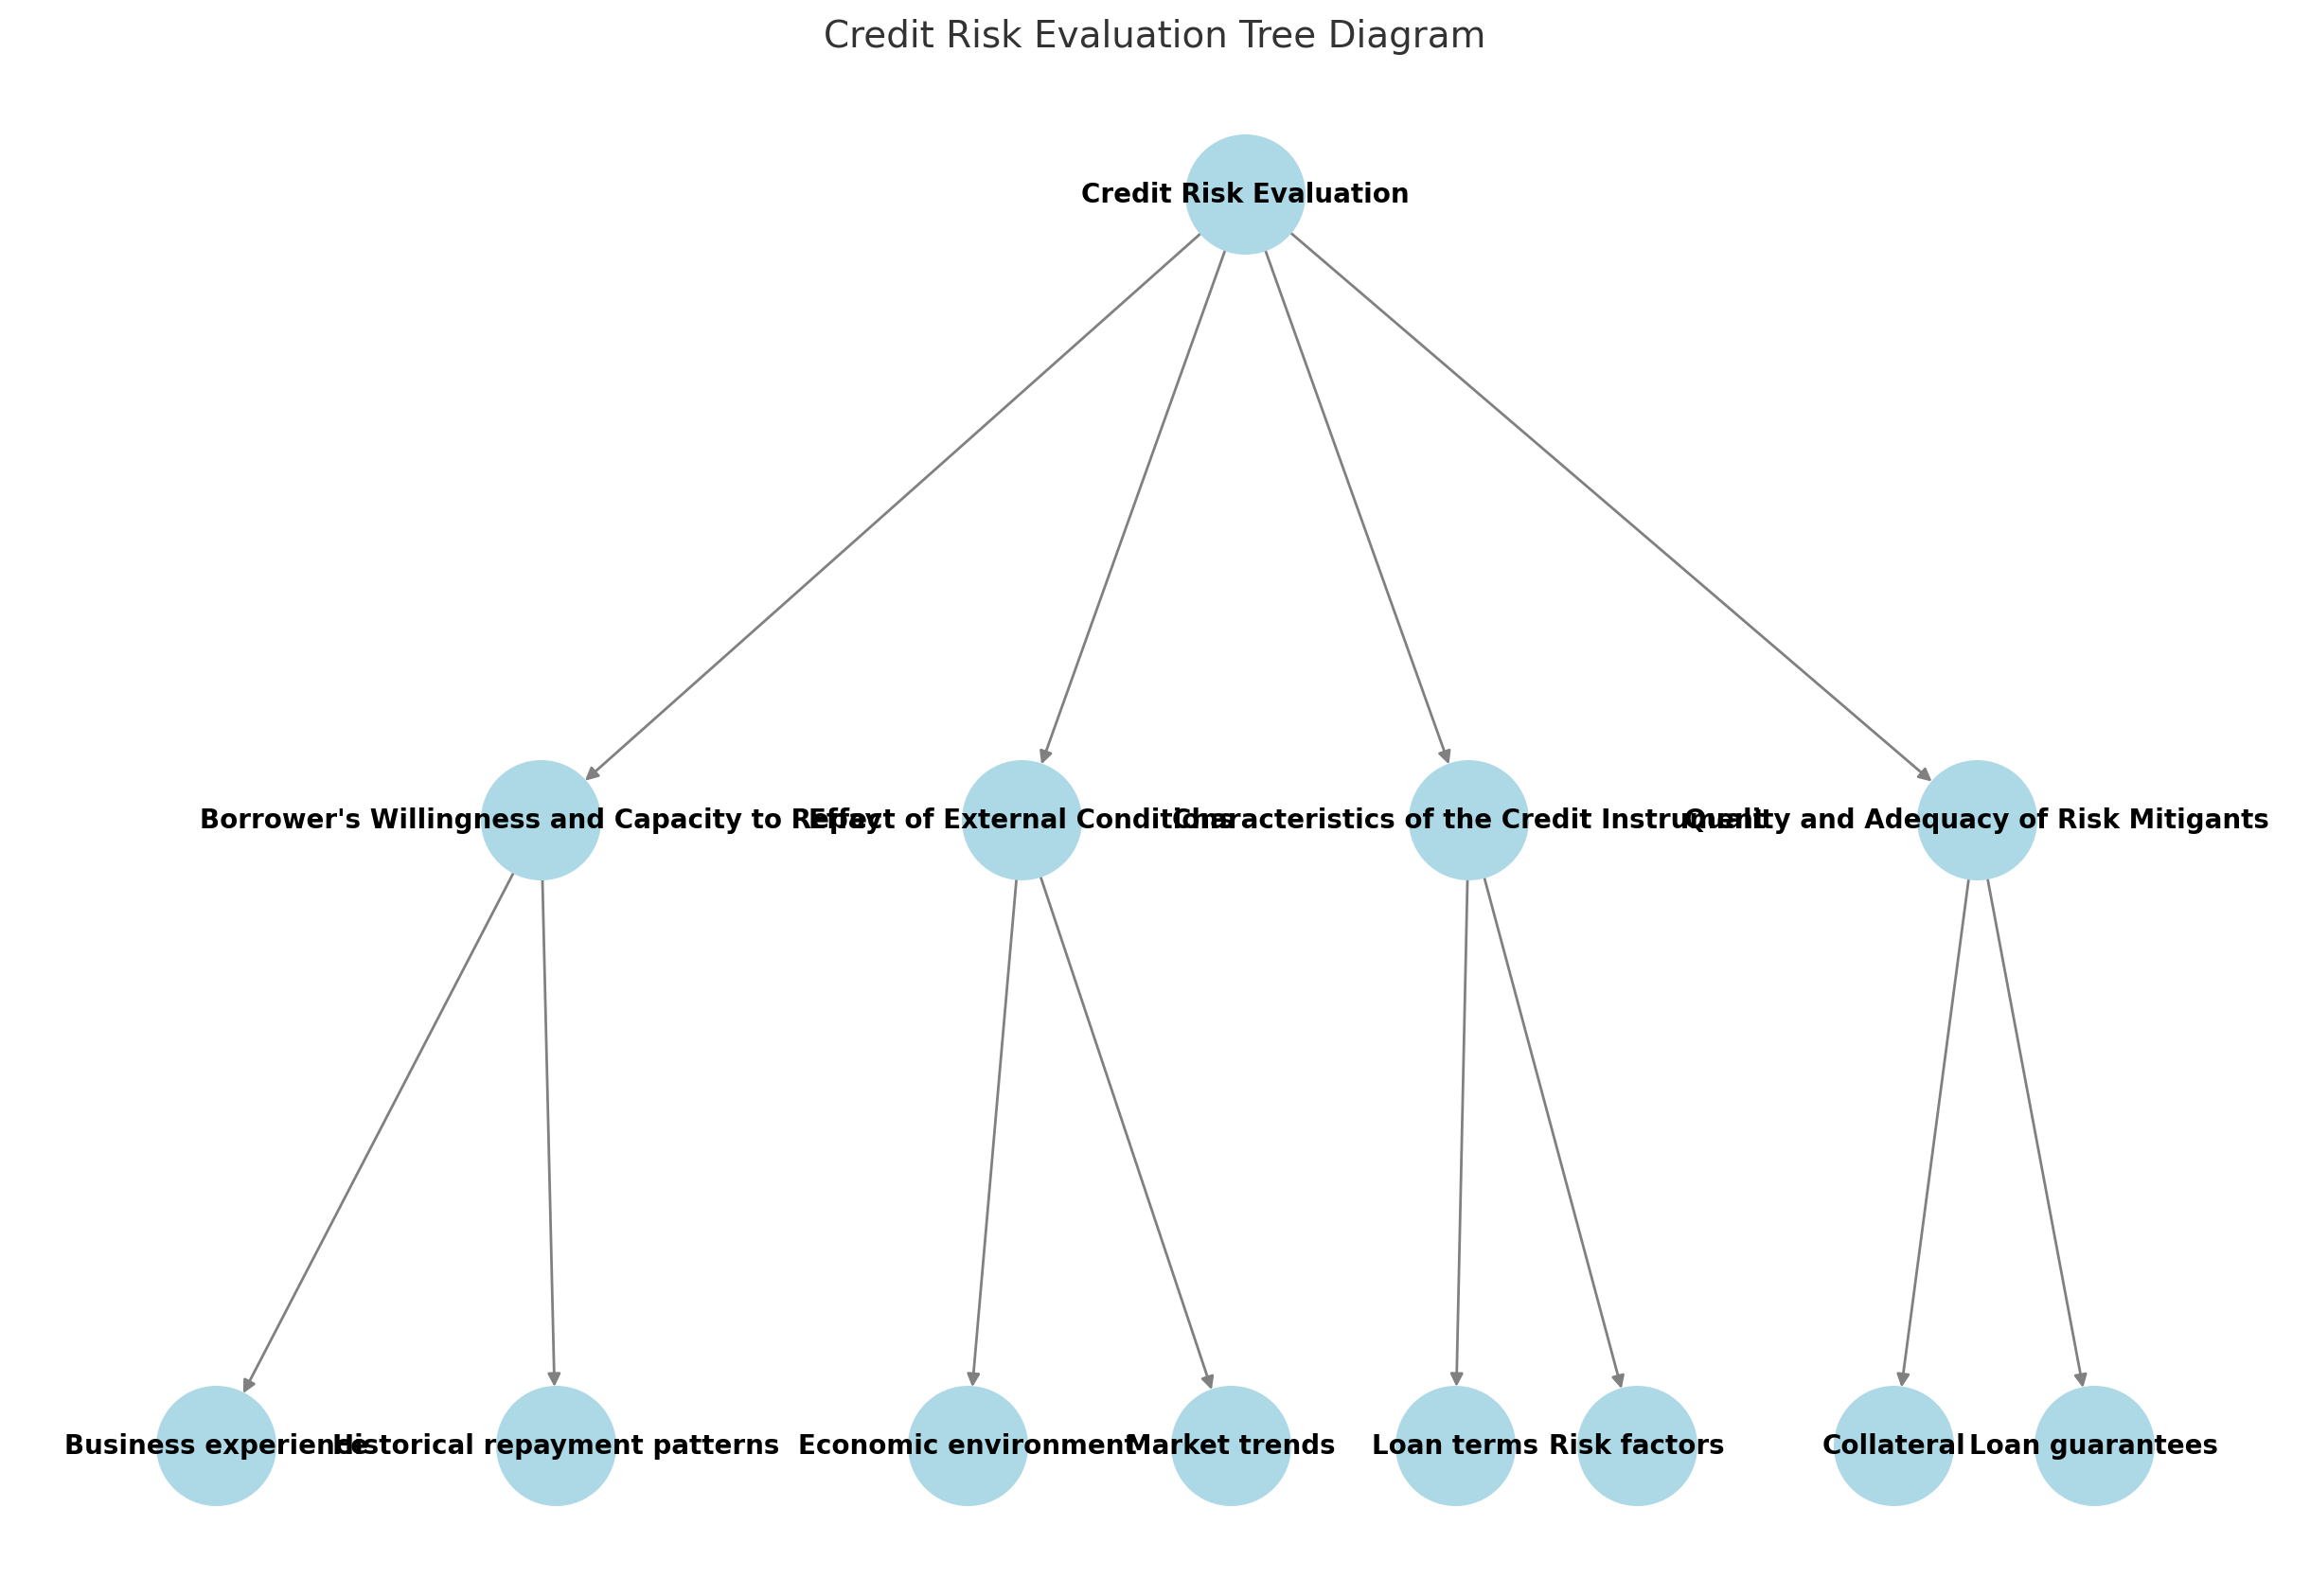 Credit Risk Evaluation Tree Diagram
Credit Risk Evaluation
Borrower's Willingness and Capacity to Repay
Effect of External Conditions
Characteristics of the Credit Instrument
Quality and Adequacy of Risk Mitigants
Business experience
Historical repayment patterns
Economic environment
Market trends
Loan terms
Risk factors
Collateral
Loan guarantees